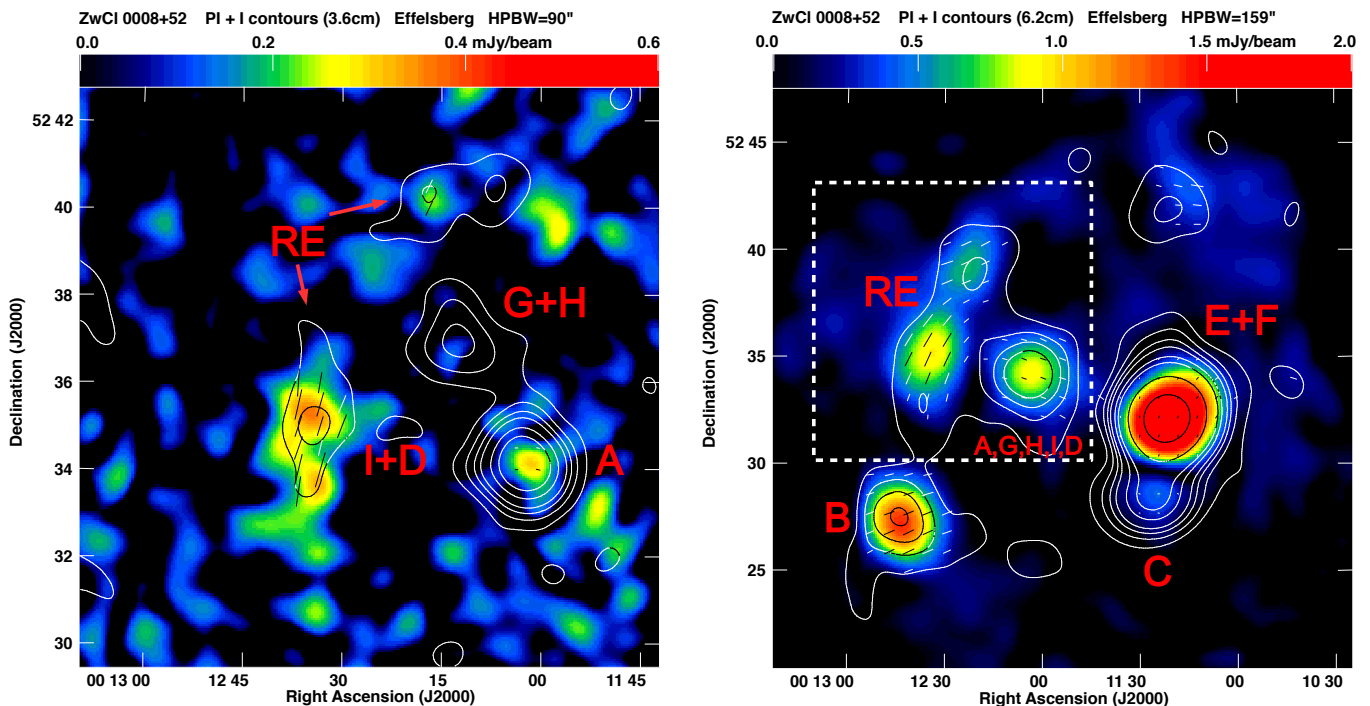 ZwCl 0008+52 PI + I contours (3.6cm) Effelsberg HPBW=90"
0.0 0.2 0.4 mJy/beam 0.6
52 42
40
38
36
34
32
30
Declination (J2000)
RE
G+H
I+D
A
00 13 00 12 45 30 15 00 11 45
Right Ascension (J2000)
ZwCl 0008+52 PI + I contours (6.2cm) Effelsberg HPBW=159"
0.0 0.5 1.0 1.5 mJy/beam 2.0
52 45
40
35
30
25
Declination (J2000)
RE
E+F
A,G,H,I,D
B
C
00 13 00 12 30 00 11 30 00 10 30
Right Ascension (J2000)